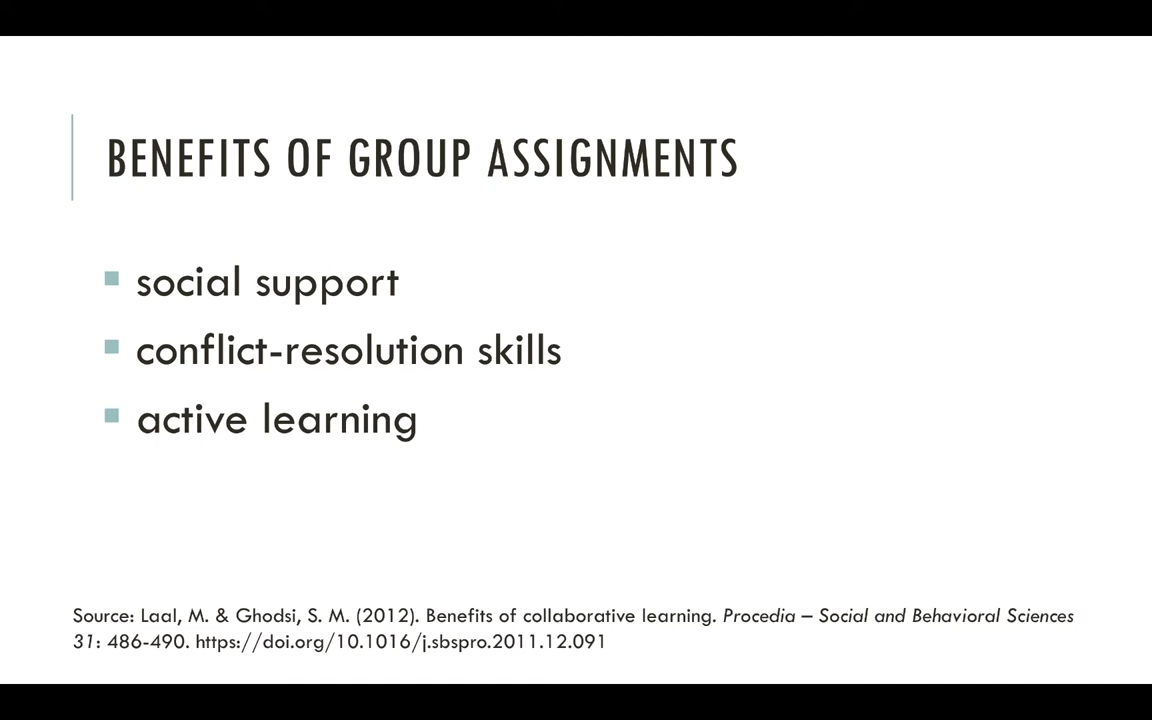 BENEFITS OF GROUP ASSIGNMENTS
social support
conflict-resolution skills
active learning
Source: Laal, M. & Ghodsi, S. M. (2012). Benefits of collaborative learning. Procedia – Social and Behavioral Sciences
31: 486-490. https://doi.org/10.1016/j.sbspro.2011.12.091